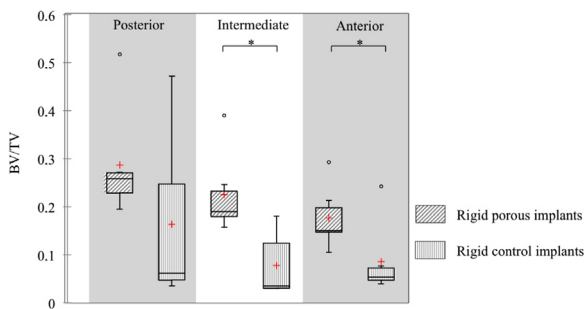 0.6
Posterior Intermediate Anterior
* *
0.5
0.4
BV/TV
0.3
0.2
Rigid porous implants
0.1
Rigid control implants
0